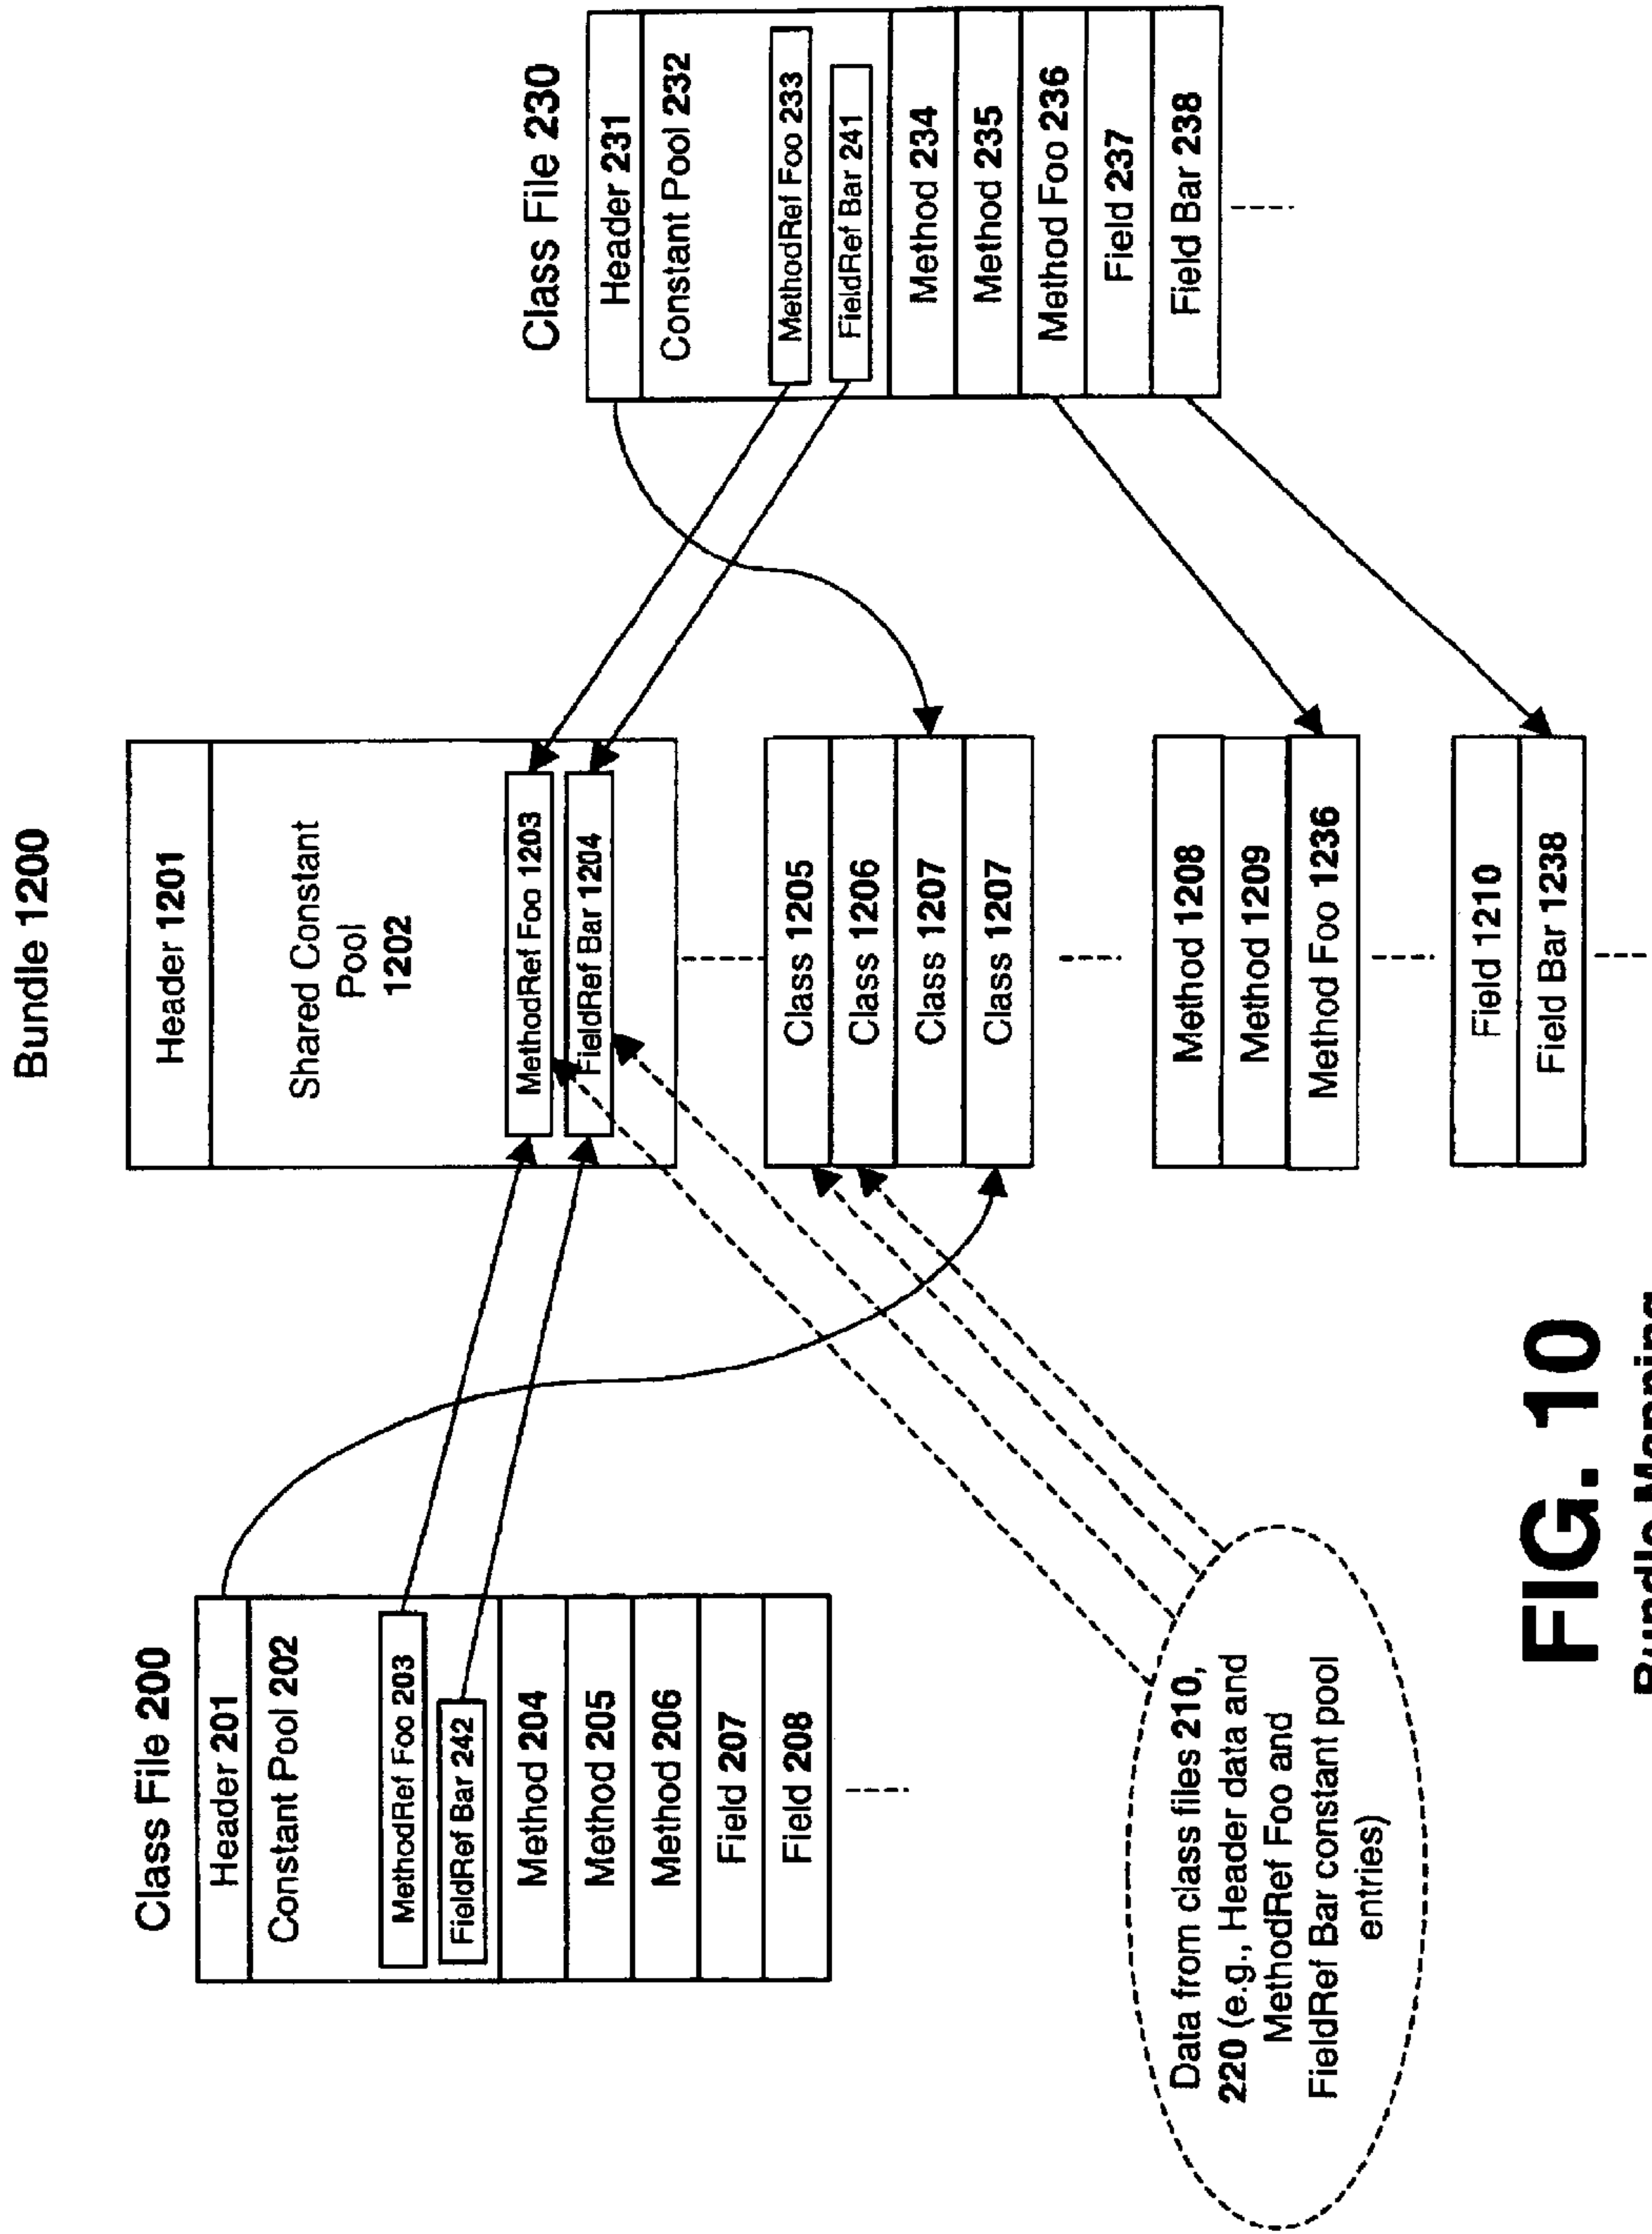 Bundle 1200
Class File 200
Header 201
Constant Pool 202
MethodRef Foo 203
FieldRef Bar 242
Method 204
Method 205
Method 206
Field 207
Field 208
Header 1201
Shared Constant
Pool
1202
MethodRef Foo 1203
FieldRef Bar 1204
Class 1205
Class 1206
Class 1207
Class 1207
Method 1208
Method 1209
Method Foo 1236
Field 1210
Field Bar 1238
Class File 230
Header 231
Constant Pool 232
MethodRef Foo 233
FieldRef Bar 241
Method 234
Method 235
Method Foo 236
Field 237
Field Bar 238
Data from class files 210,
220 (e.g., Header data and
MethodRef Foo and
FieldRef Bar constant pool
entries)
FIG. 10
Bundle Mapping